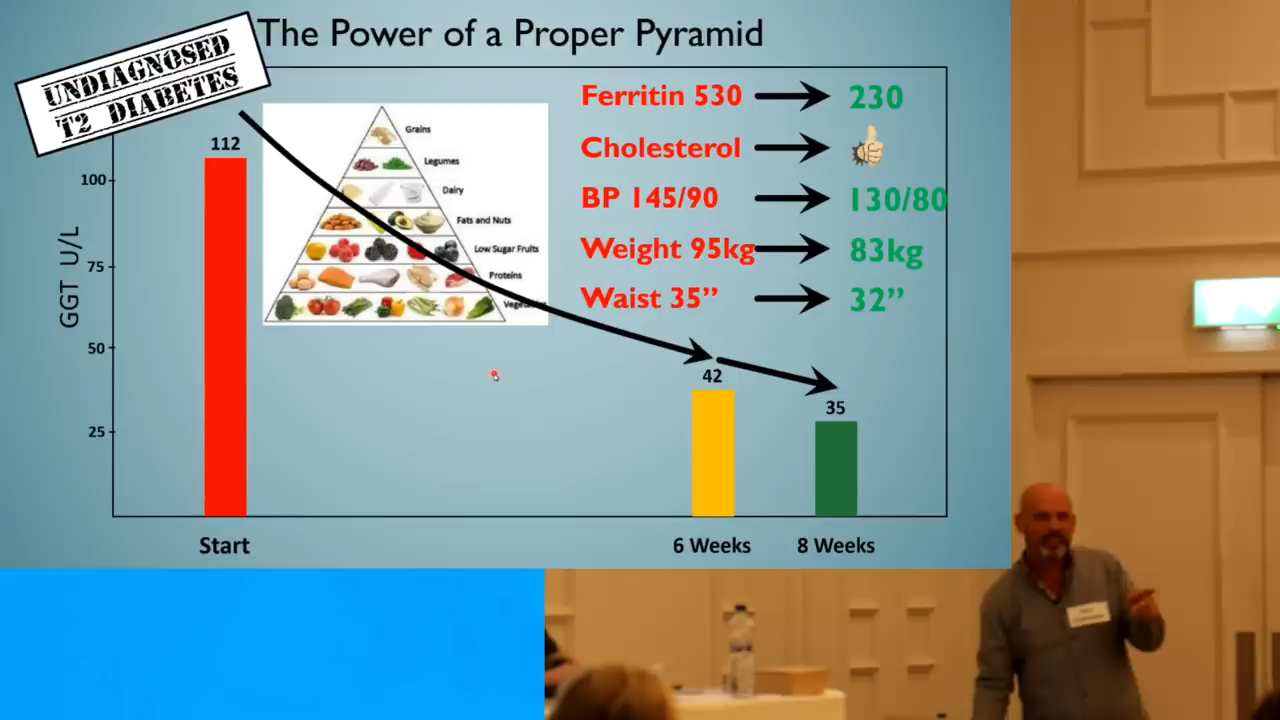 The Power of a Proper Pyramid
UNDIAGNOSED
T2 DIABETES
GGT U/L
100
75
50
25
112
42
35
Start
6 Weeks
8 Weeks
Grains
Legumes
Dairy
Fats and Nuts
Low Sugar Fruits
Proteins
Ferritin 530
230
Cholesterol
BP 145/90
130/80
Weight 95kg
83kg
Waist 35”
32”